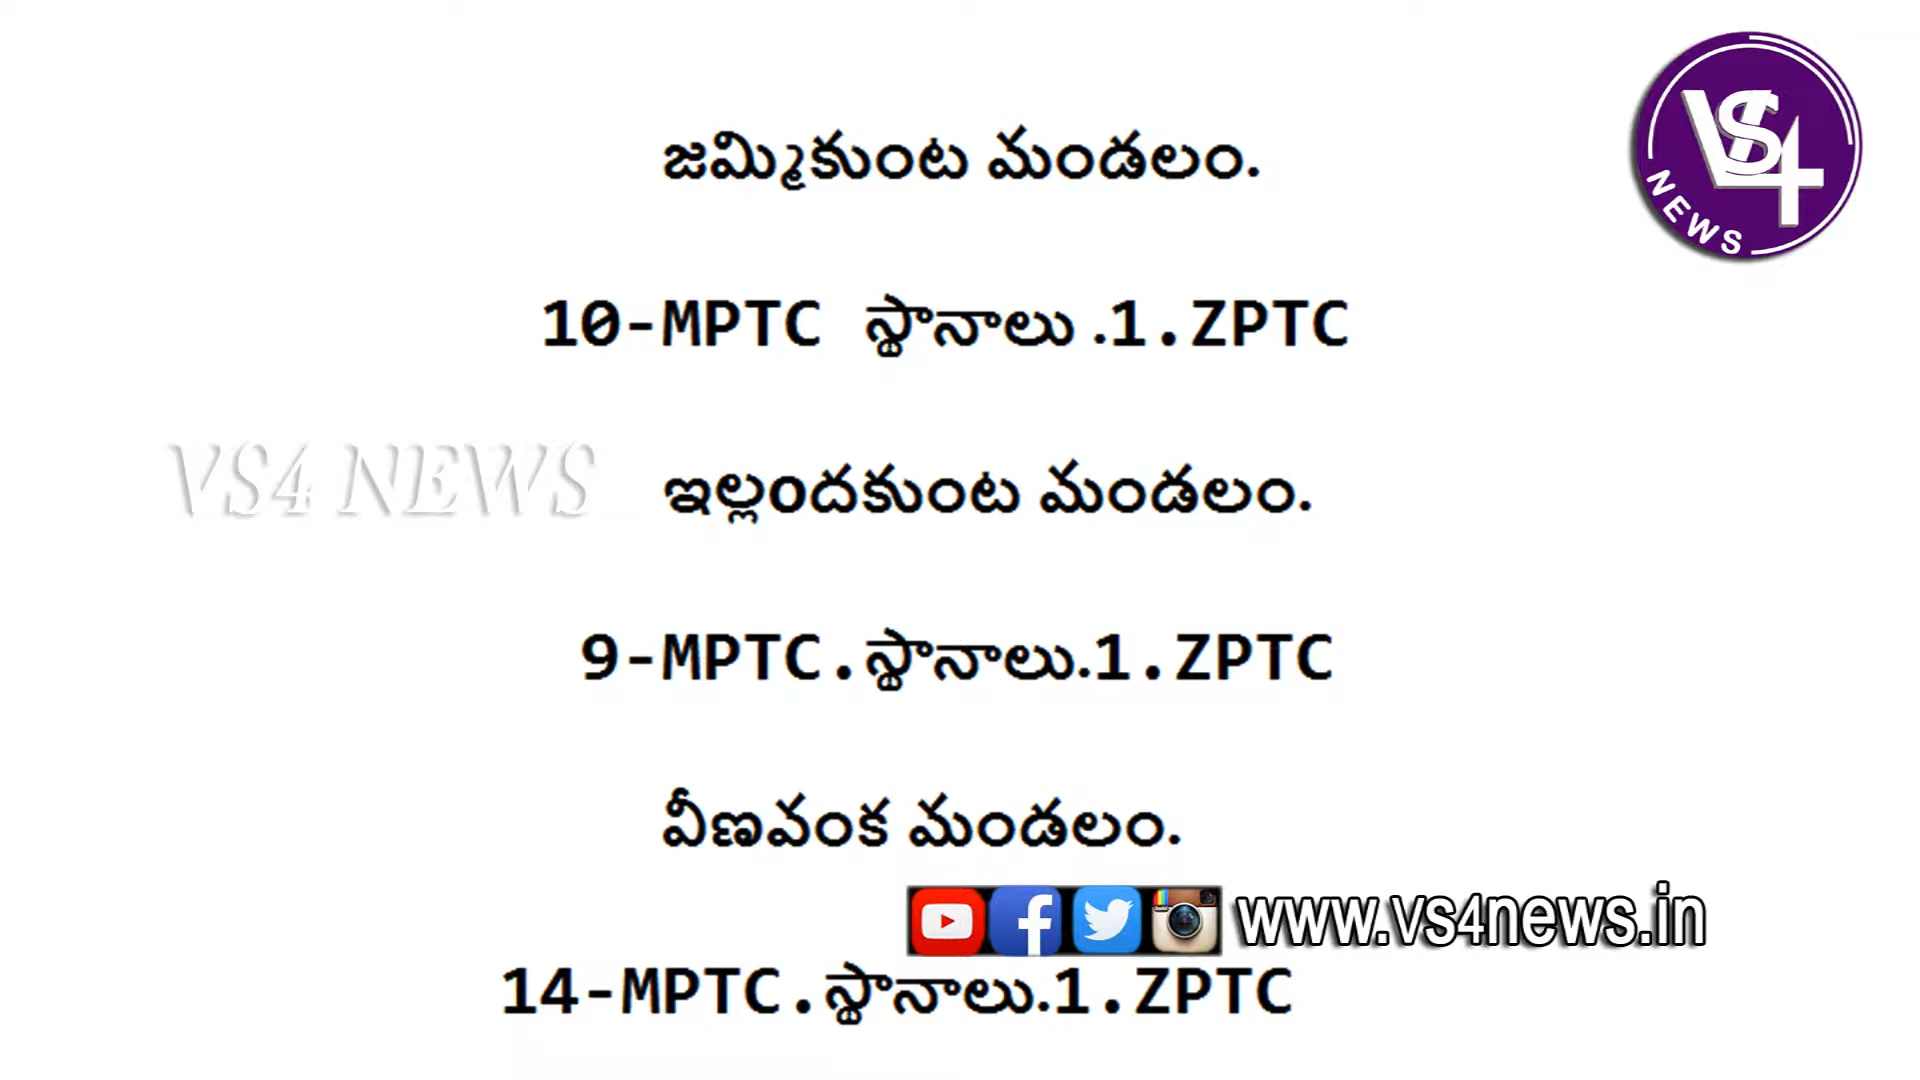 జమ్మికుంట మండలం.
VS4
NEWS
10-MPTC స్థానాలు .1.ZPTC
VS4 NEWS
ఇల్లందకుంట మండలం.
9-MPTC.స్థానాలు.1.ZPTC
వీణవంక మండలం.
www.vs4news.in
14-MPTC.స్థానాలు.1.ZPTC